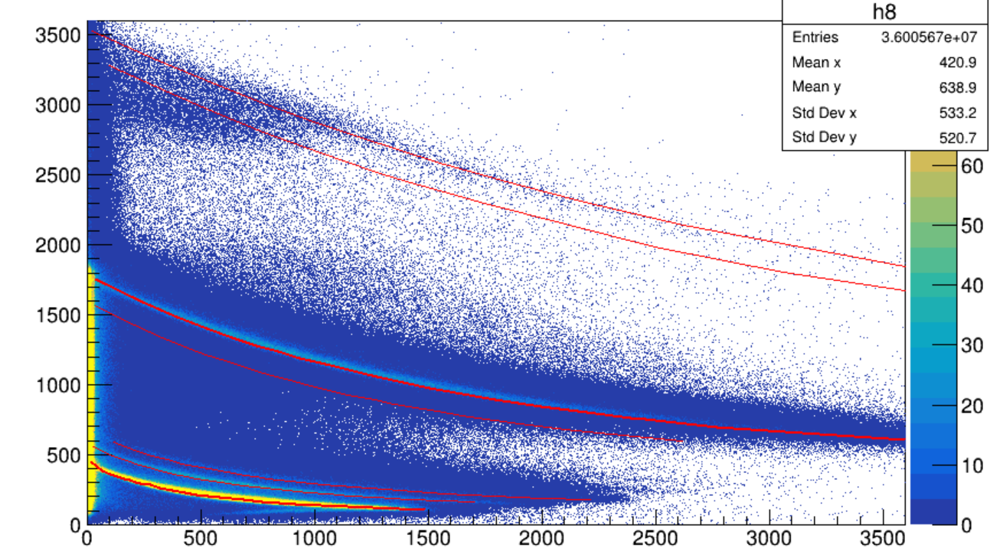 h8
Entries 3.600567e+07
Mean x 420.9
Mean y 638.9
Std Dev x 533.2
Std Dev y 520.7
3500
3000
2500
2000
1500
1000
500
0
0 500 1000 1500 2000 2500 3000 3500
60
50
40
30
20
10
0